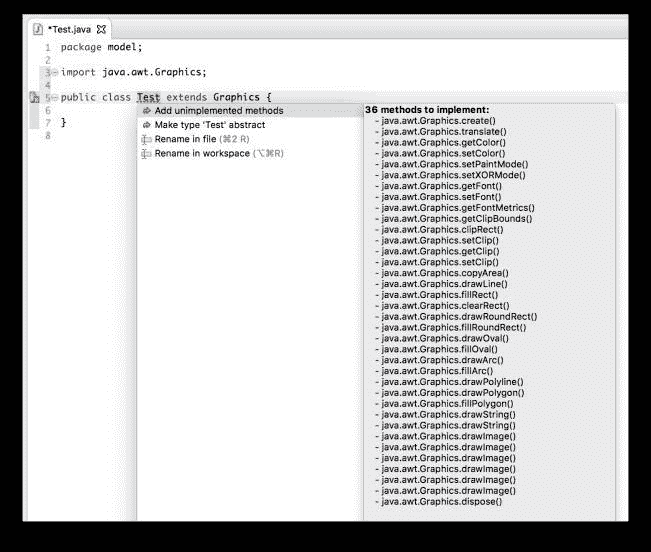 *Test.java
1 package model;
2
3 import java.awt.Graphics;
4
5 public class Test extends Graphics {
6
7 }
8
Add unimplemented methods
Make type 'Test' abstract
Rename in file (⌘2 R)
Rename in workspace (⌥⌘R)
36 methods to implement:
- java.awt.Graphics.create()
- java.awt.Graphics.translate()
- java.awt.Graphics.getColor()
- java.awt.Graphics.setColor()
- java.awt.Graphics.setPaintMode()
- java.awt.Graphics.setXORMode()
- java.awt.Graphics.getFont()
- java.awt.Graphics.setFont()
- java.awt.Graphics.getFontMetrics()
- java.awt.Graphics.getClipBounds()
- java.awt.Graphics.clipRect()
- java.awt.Graphics.setClip()
- java.awt.Graphics.getClip()
- java.awt.Graphics.setClip()
- java.awt.Graphics.copyArea()
- java.awt.Graphics.drawLine()
- java.awt.Graphics.fillRect()
- java.awt.Graphics.clearRect()
- java.awt.Graphics.drawRoundRect()
- java.awt.Graphics.fillRoundRect()
- java.awt.Graphics.drawOval()
- java.awt.Graphics.fillOval()
- java.awt.Graphics.drawArc()
- java.awt.Graphics.fillArc()
- java.awt.Graphics.drawPolyline()
- java.awt.Graphics.drawPolygon()
- java.awt.Graphics.fillPolygon()
- java.awt.Graphics.drawString()
- java.awt.Graphics.drawString()
- java.awt.Graphics.drawImage()
- java.awt.Graphics.drawImage()
- java.awt.Graphics.drawImage()
- java.awt.Graphics.drawImage()
- java.awt.Graphics.drawImage()
- java.awt.Graphics.drawImage()
- java.awt.Graphics.dispose()